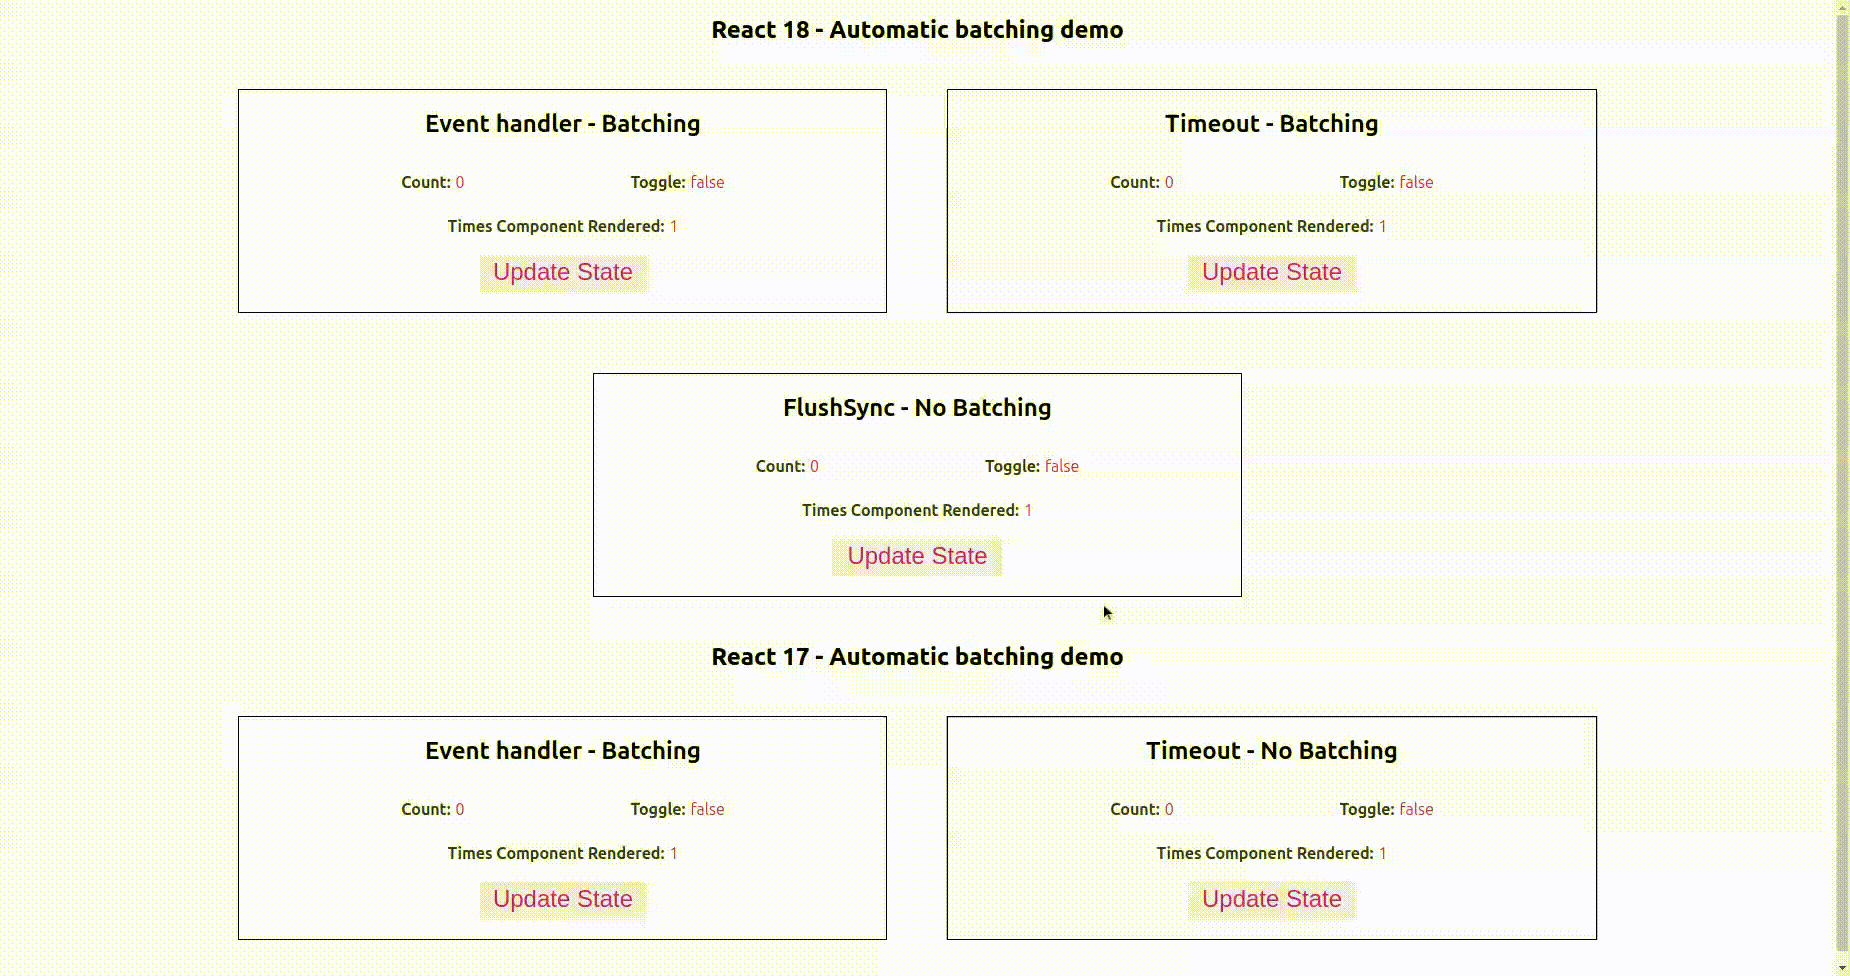 React 18 - Automatic batching demo
Event handler - Batching
Count: 0 Toggle: false
Times Component Rendered: 1
Update State
Timeout - Batching
Count: 0 Toggle: false
Times Component Rendered: 1
Update State
FlushSync - No Batching
Count: 0 Toggle: false
Times Component Rendered: 1
Update State
React 17 - Automatic batching demo
Event handler - Batching
Count: 0 Toggle: false
Times Component Rendered: 1
Update State
Timeout - No Batching
Count: 0 Toggle: false
Times Component Rendered: 1
Update State